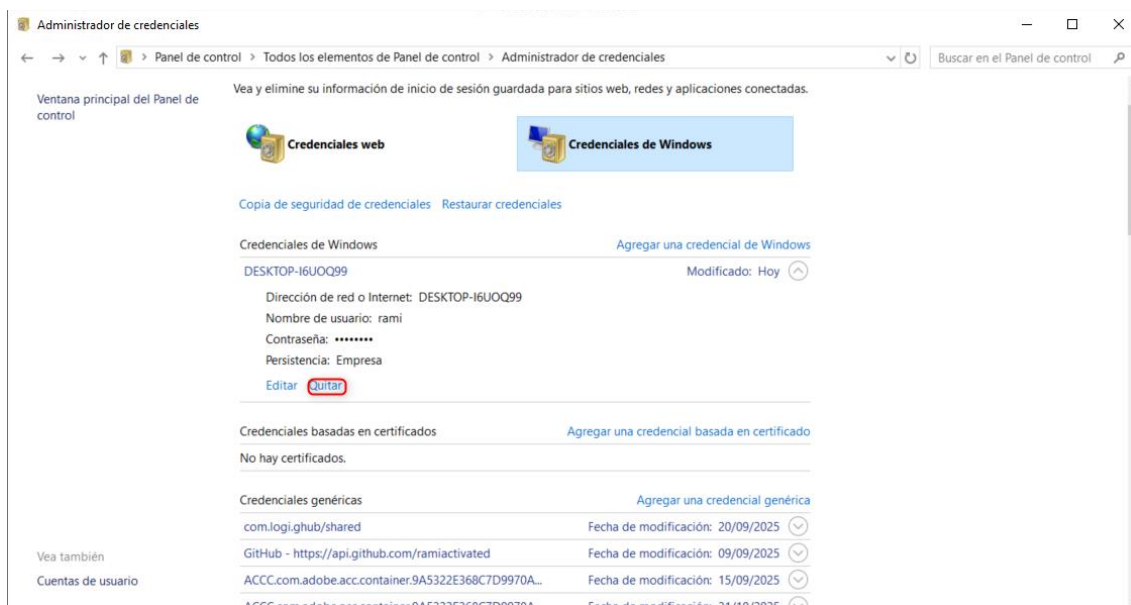 Administrador de credenciales
Panel de control > Todos los elementos de Panel de control > Administrador de credenciales
Buscar en el Panel de control
Ventana principal del Panel de control
Vea y elimine su información de inicio de sesión guardada para sitios web, redes y aplicaciones conectadas.
Credenciales web
Credenciales de Windows
Copia de seguridad de credenciales Restaurar credenciales
Credenciales de Windows Agregar una credencial de Windows
DESKTOP-I6UOQ99 Modificado: Hoy
Dirección de red o Internet: DESKTOP-I6UOQ99
Nombre de usuario: rami
Contraseña: ••••••••
Persistencia: Empresa
Editar Quitar
Credenciales basadas en certificados Agregar una credencial basada en certificado
No hay certificados.
Credenciales genéricas Agregar una credencial genérica
com.logi.ghub/shared Fecha de modificación: 20/09/2025
GitHub - https://api.github.com/ramiactivated Fecha de modificación: 09/09/2025
ACCC.com.adobe.acc.container.9A5322E368C7D9970A... Fecha de modificación: 15/09/2025
Vea también
Cuentas de usuario